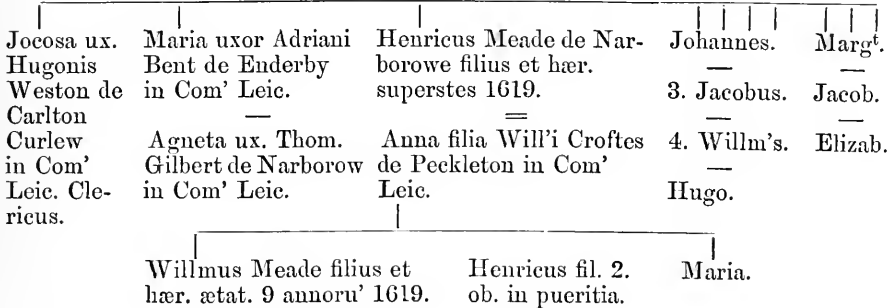 Jocosa ux.
Hugonis
Weston de
Carlton
Curlew
in Com'
Leic. Cle-
ricus.
Maria uxor Adriani
Bent de Enderby
in Com' Leic.
Agneta ux. Thom.
Gilbert de Narborow
in Com' Leic.
Henricus Meade de Nar-
borowe filius et hær.
superstes 1619.
=
Anna filia Will'i Croftes
de Peckleton in Com'
Leic.
Johannes.
3. Jacobus.
4. Willm's.
Hugo.
Margt.
Jacob.
Elizab.
Willmus Meade filius et
hær. ætat. 9 annoru' 1619.
Henricus fil. 2.
ob. in pueritia.
Maria.